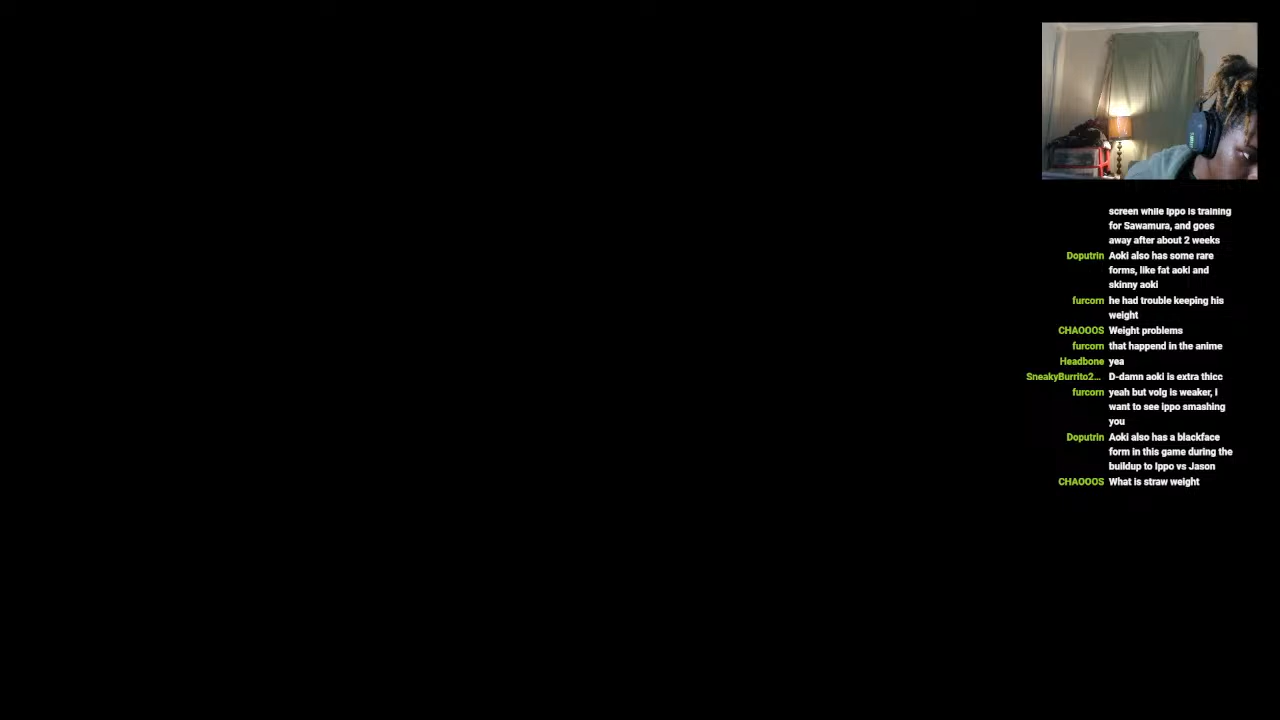 screen while Ippo is training
for Sawamura, and goes
away after about 2 weeks
Doputrin Aoki also has some rare
forms, like fat aoki and
skinny aoki
furcorn he had trouble keeping his
weight
CHAOOOS Weight problems
furcorn that happend in the anime
Headbone yea
SneakyBurrito2... D-damn aoki is extra thicc
furcorn yeah but volg is weaker, i
want to see ippo smashing
you
Doputrin Aoki also has a blackface
form in this game during the
buildup to Ippo vs Jason
CHAOOOS What is straw weight